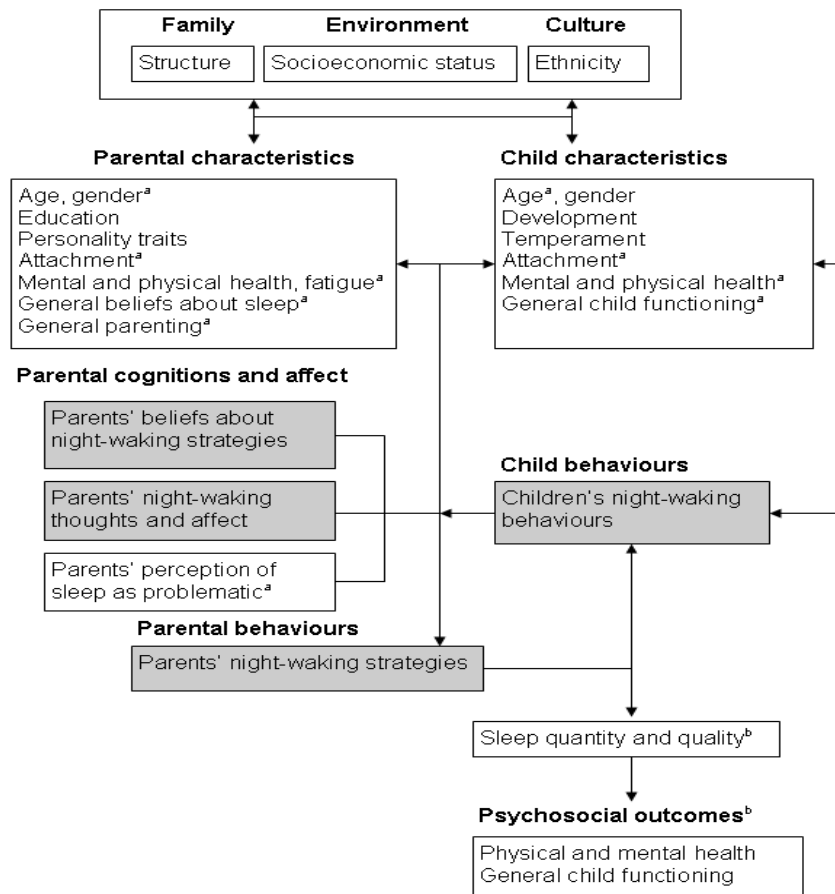 Family Environment Culture
Structure Socioeconomic status Ethnicity
Parental characteristics
Age, genderᵃ
Education
Personality traits
Attachmentᵃ
Mental and physical health, fatigueᵃ
General beliefs about sleepᵃ
General parentingᵃ
Child characteristics
Ageᵃ, gender
Development
Temperament
Attachmentᵃ
Mental and physical healthᵃ
General child functioningᵃ
Parental cognitions and affect
Parents' beliefs about
night-waking strategies
Parents' night-waking
thoughts and affect
Parents' perception of
sleep as problematicᵃ
Child behaviours
Children's night-waking
behaviours
Parental behaviours
Parents' night-waking strategies
Sleep quantity and qualityᵇ
Psychosocial outcomesᵇ
Physical and mental health
General child functioning